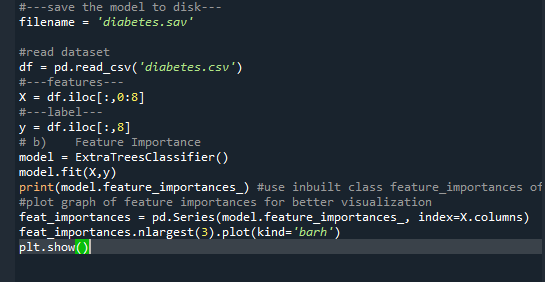 #---save the model to disk---
filename = 'diabetes.sav'
#read dataset
df = pd.read_csv('diabetes.csv')
#---features---
X = df.iloc[:,0:8]
#---label---
y = df.iloc[:,8]
# b)    Feature Importance
model = ExtraTreesClassifier()
model.fit(X,y)
print(model.feature_importances_) #use inbuilt class feature_importances of
#plot graph of feature importances for better visualization
feat_importances = pd.Series(model.feature_importances_, index=X.columns)
feat_importances.nlargest(3).plot(kind='barh')
plt.show()